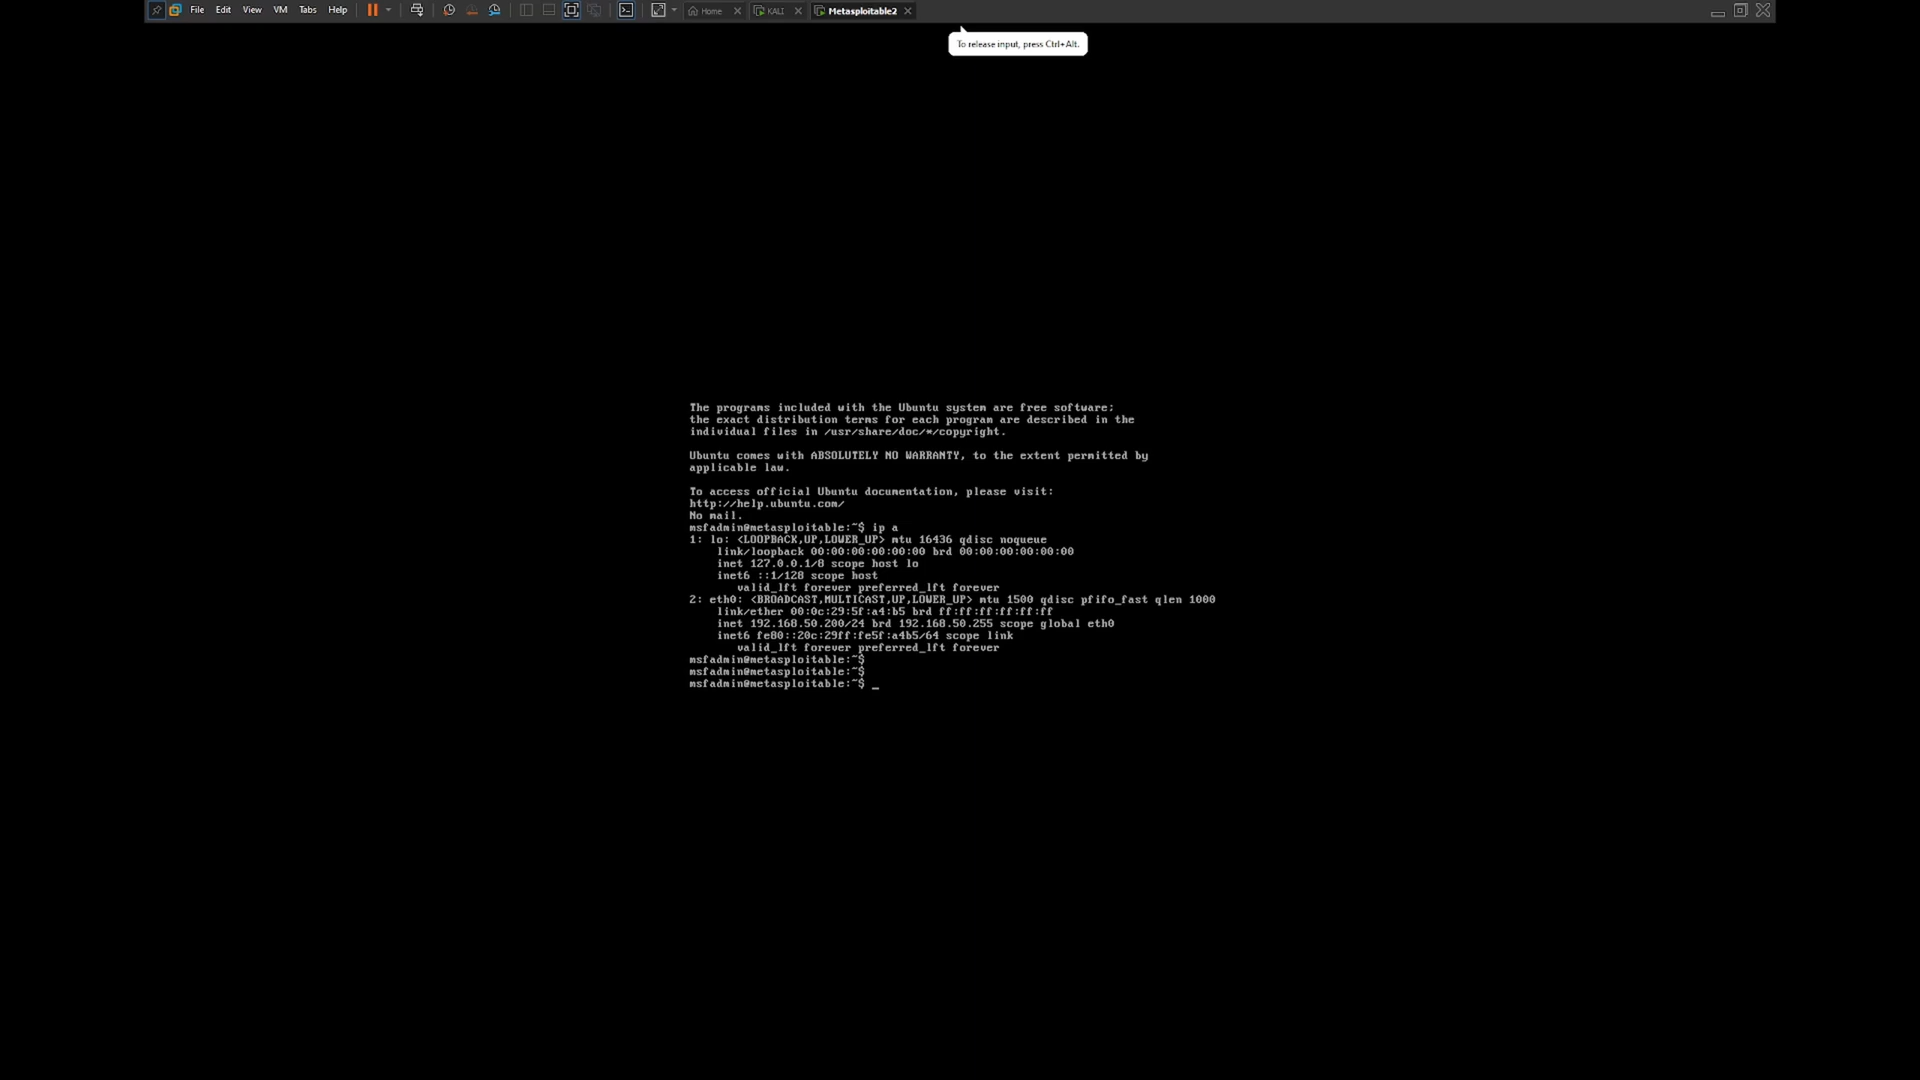 File Edit View VM Tabs Help Home KALI Metasploitable2
To release input, press Ctrl+Alt.
The programs included with the Ubuntu system are free software;
the exact distribution terms for each program are described in the
individual files in /usr/share/doc/*/copyright.
Ubuntu comes with ABSOLUTELY NO WARRANTY, to the extent permitted by
applicable law.
To access official Ubuntu documentation, please visit:
http://help.ubuntu.com/
No mail.
msfadmin@metasploitable:~$ ip a
1: lo: <LOOPBACK,UP,LOWER_UP> mtu 16436 qdisc noqueue
link/loopback 00:00:00:00:00:00 brd 00:00:00:00:00:00
inet 127.0.0.1/8 scope host lo
inet6 ::1/128 scope host
valid_lft forever preferred_lft forever
2: eth0: <BROADCAST,MULTICAST,UP,LOWER_UP> mtu 1500 qdisc pfifo_fast qlen 1000
link/ether 00:0c:29:5f:a4:b5 brd ff:ff:ff:ff:ff:ff
inet 192.168.50.200/24 brd 192.168.50.255 scope global eth0
inet6 fe80::20c:29ff:fe5f:a4b5/64 scope link
valid_lft forever preferred_lft forever
msfadmin@metasploitable:~$
msfadmin@metasploitable:~$
msfadmin@metasploitable:~$ _